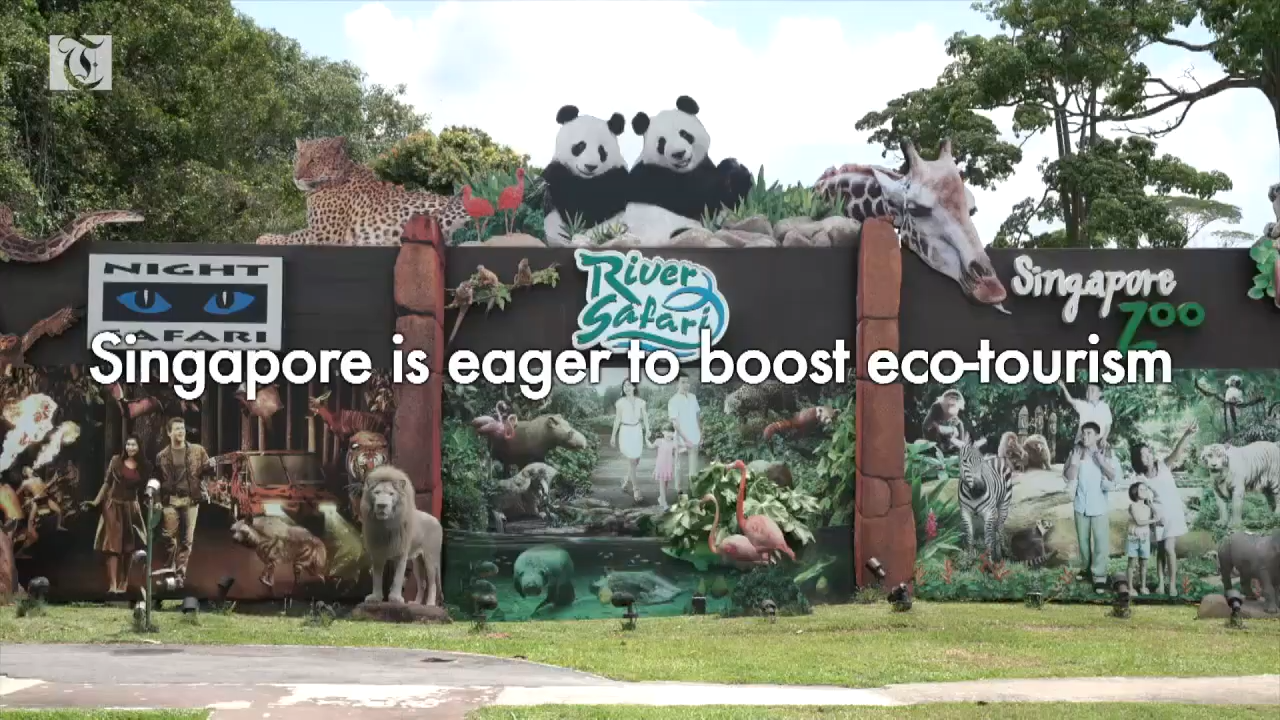 T
NIGHT
SAFARI
River
Safari
Singapore
Zoo
Singapore is eager to boost eco-tourism